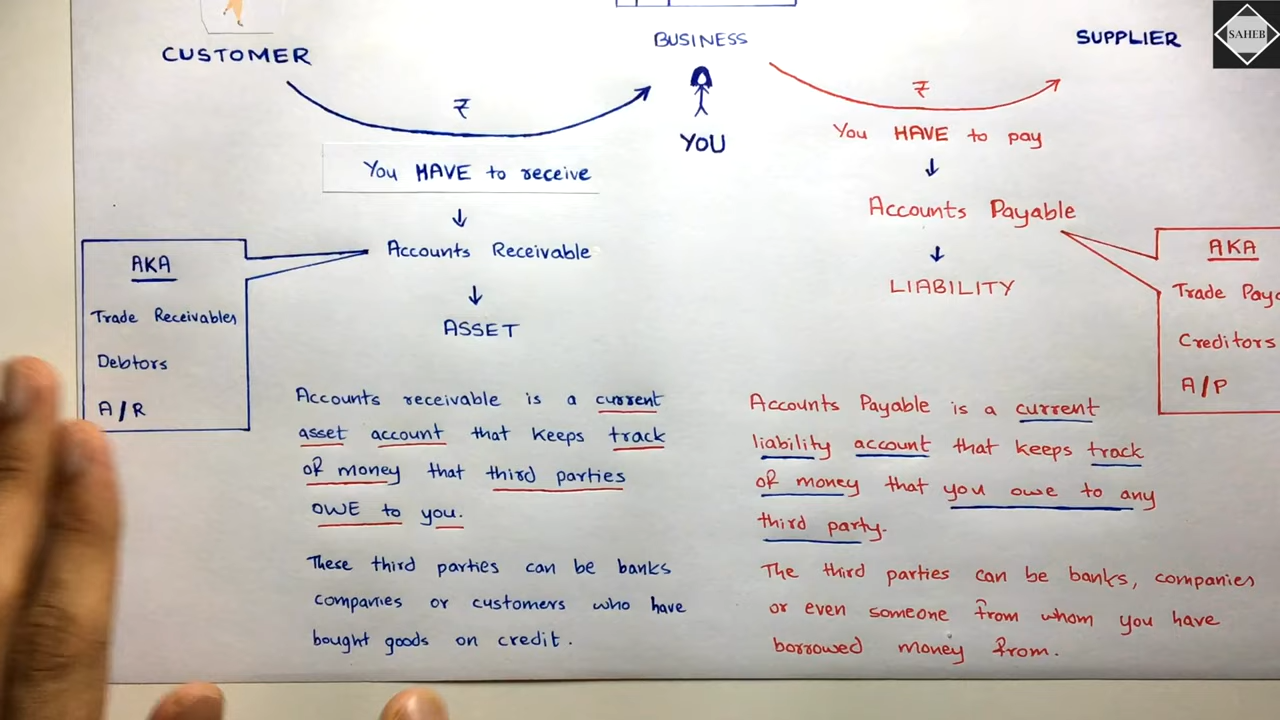 CUSTOMER
BUSINESS
SUPPLIER
SAHEB
₹
₹
YOU
You HAVE to receive
You HAVE to pay
Accounts Receivable
Accounts Payable
ASSET
LIABILITY
AKA
Trade Receivables
Debtors
A/R
AKA
Trade
Creditors
A/P
Accounts receivable is a current
asset account that keeps track
of money that third parties
OWE to you.
These third parties can be banks
companies or customers who have
bought goods on credit.
Accounts Payable is a current
liability account that keeps track
of money that you owe to any
third party.
The third parties can be banks, companies
or even someone from whom you have
borrowed money from.